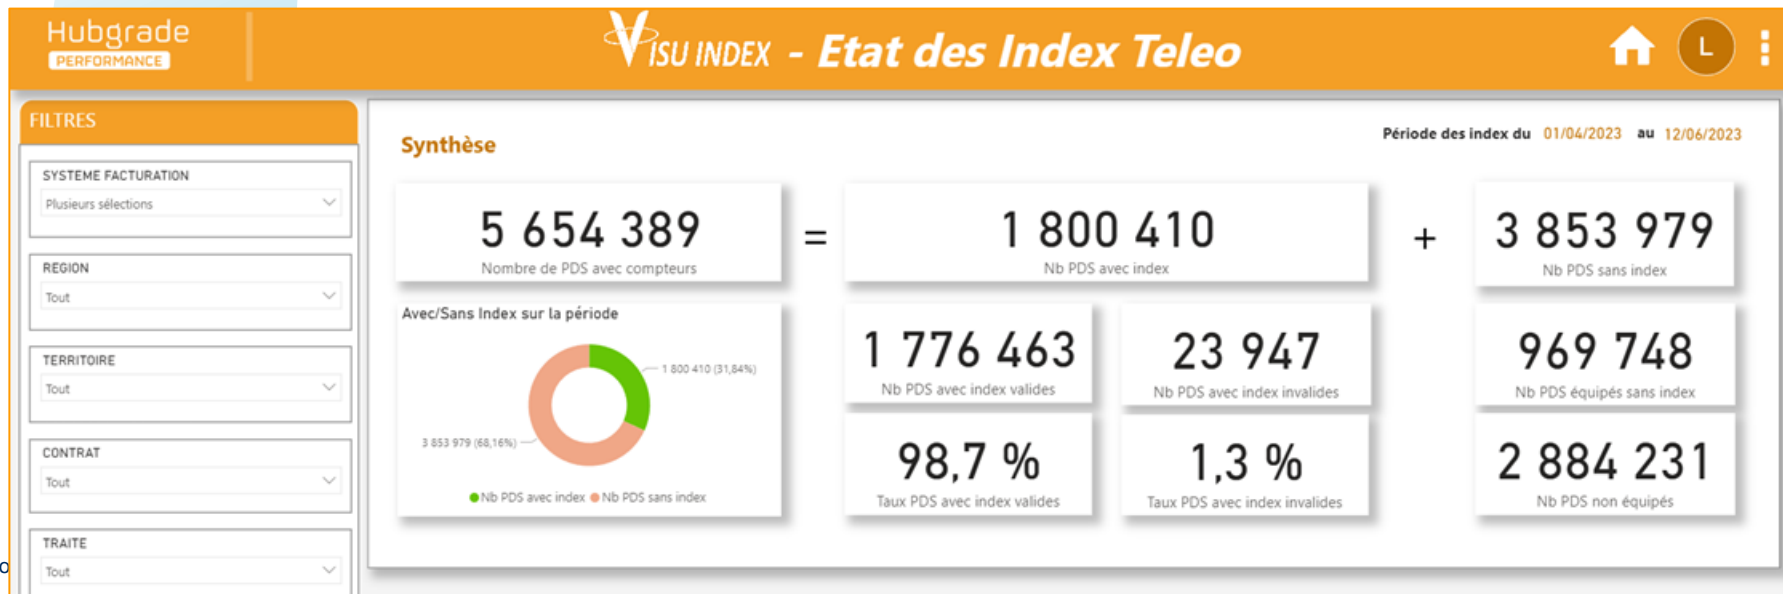 Hubgrade
PERFORMANCE
VISU INDEX - Etat des Index Teleo
L
FILTRES
SYSTEME FACTURATION
Plusieurs sélections
REGION
Tout
TERRITOIRE
Tout
CONTRAT
Tout
TRAITE
Tout
Synthèse
Période des index du 01/04/2023 au 12/06/2023
5 654 389
Nombre de PDS avec compteurs
=
1 800 410
Nb PDS avec index
+
3 853 979
Nb PDS sans index
Avec/Sans Index sur la période
1 800 410 (31,84%)
3 853 979 (68,16%)
Nb PDS avec index Nb PDS sans index
1 776 463
Nb PDS avec index valides
23 947
Nb PDS avec index invalides
969 748
Nb PDS équipés sans index
98,7 %
Taux PDS avec index valides
1,3 %
Taux PDS avec index invalides
2 884 231
Nb PDS non équipés